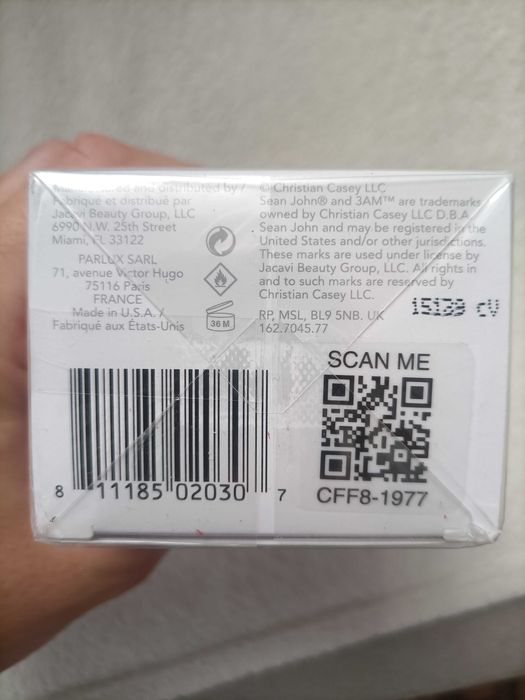 Manufactured and distributed by /
Fabriqué et distribué par
Jacavi Beauty Group, LLC
6990 N.W. 25th Street
Miami, FL 33122
PARLUX SARL
71, avenue Victor Hugo
75116 Paris
FRANCE
Made in U.S.A. /
Fabriqué aux États-Unis
36 M
© Christian Casey LLC
Sean John® and 3AM™ are trademarks
owned by Christian Casey LLC D.B.A.
Sean John and may be registered in the
United States and/or other jurisdictions.
These marks are used under license by
Jacavi Beauty Group, LLC. All rights in
and to such marks are reserved by
Christian Casey LLC.
RP, MSL, BL9 5NB. UK
162.7045.77
CV
SCAN ME
CFF8-1977
8 11185 02030 7